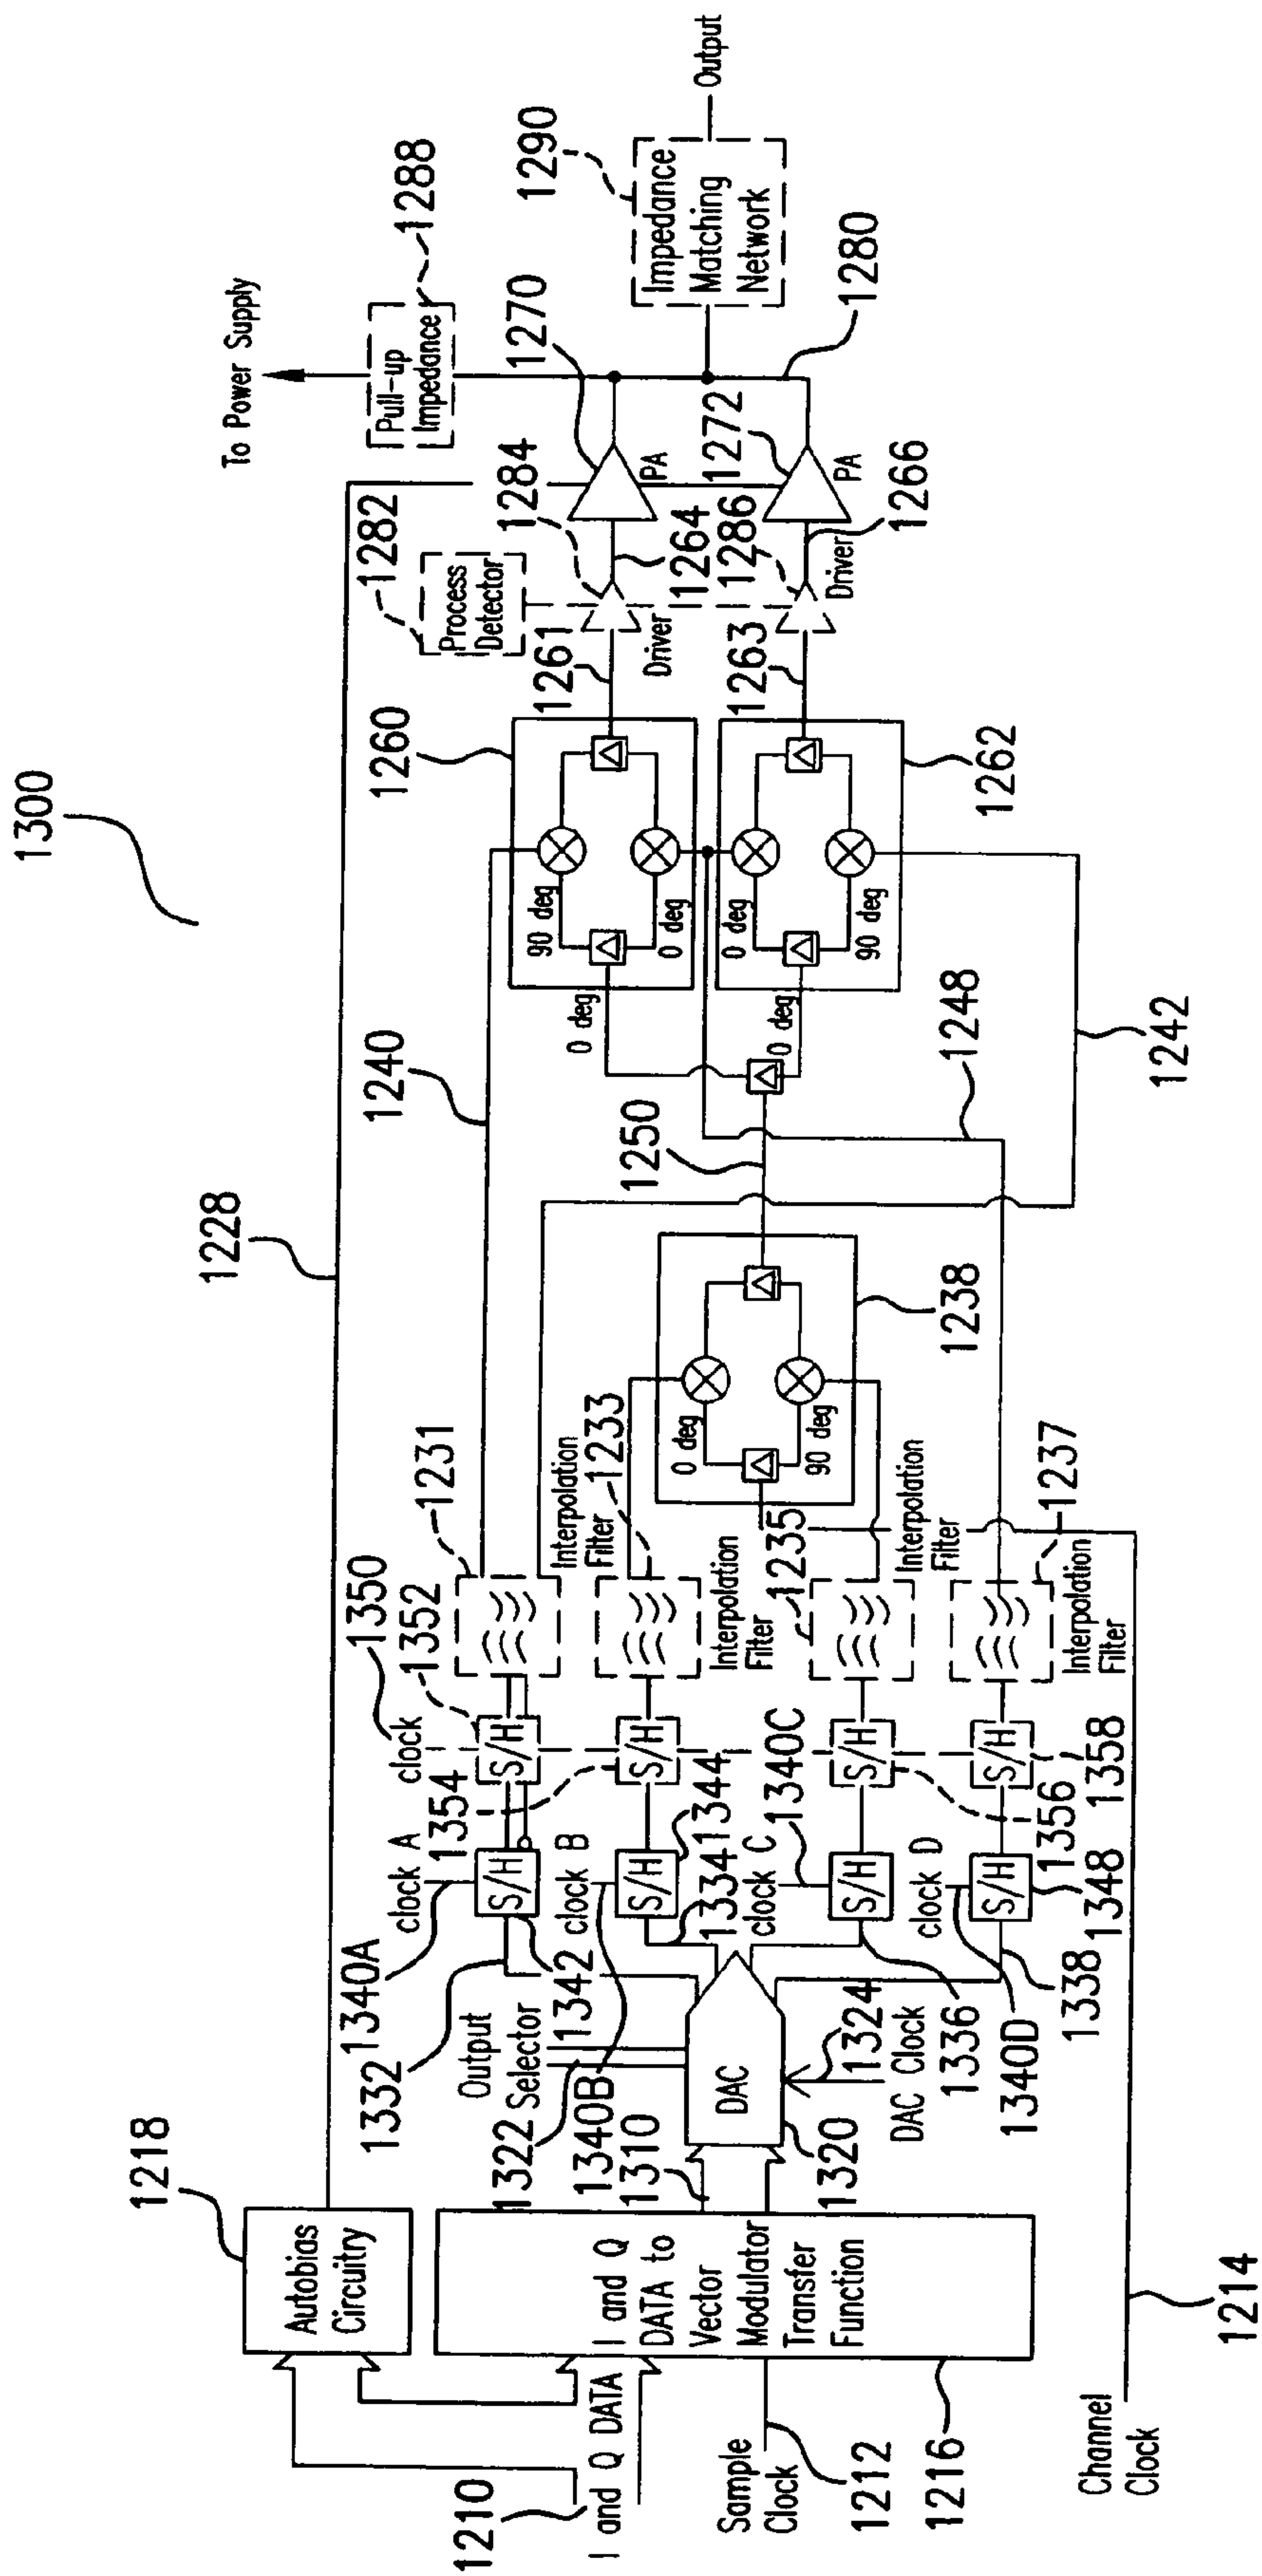 1300
1218
Autobias
Circuitry
1228
1210
I and Q DATA
Sample
Clock
1212
1216
I and Q
DATA to
Vector
Modulator
Transfer
Function
Channel
Clock
1214
1310
DAC
1320
Output
Selector
1322
1324
DAC Clock
1332
1334
1336
1338
clock A
1340A
1342
clock B
1340B
1344
clock C
1340C
clock D
1340D
1348
S/H
S/H
S/H
S/H
clock
1350
1352
1354
1356
1358
S/H
S/H
S/H
S/H
1231
Interpolation
Filter
1233
Interpolation
Filter
1235
Interpolation
Filter
1237
Interpolation
Filter
0 deg
90 deg
1238
1240
1250
1248
1242
0 deg
0 deg
1260
90 deg
0 deg
1262
0 deg
90 deg
1261
1263
Process
Detector
1282
Driver
1284
1264
Driver
1286
1266
PA
1270
PA
1272
To Power Supply
Pull-up
Impedance
1288
1280
Impedance
Matching
Network
1290
Output